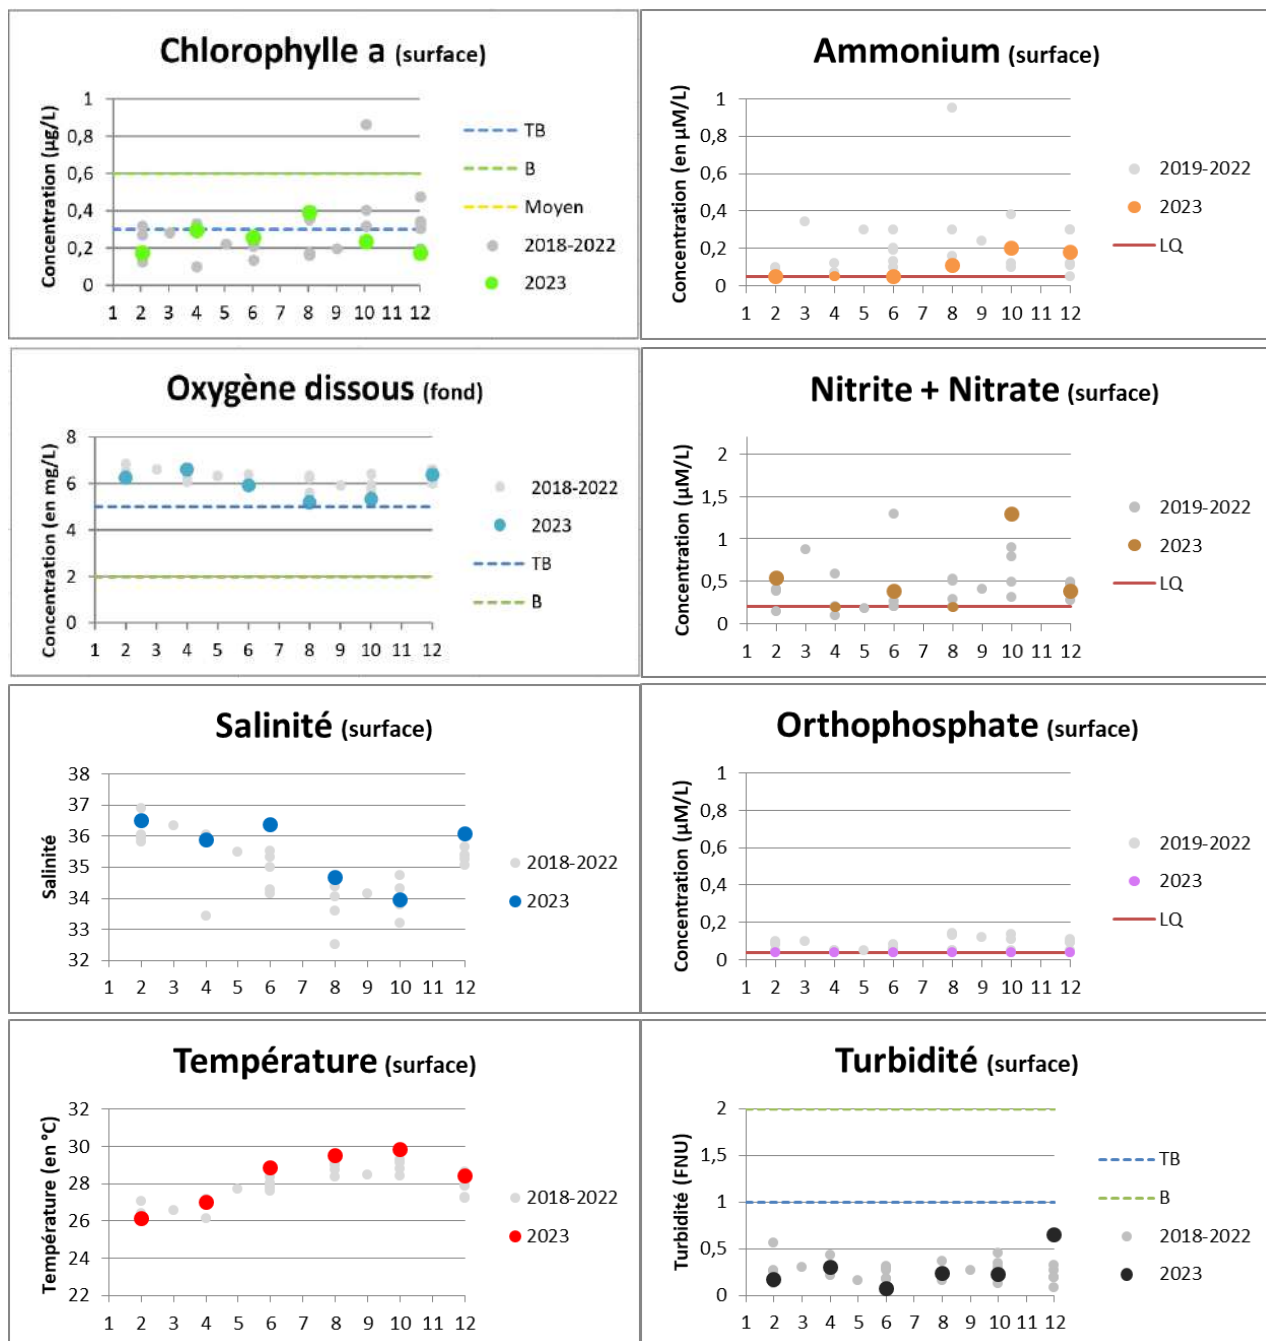 Chlorophylle a (surface)
Concentration (µg/L)
1
0,8
0,6
0,4
0,2
0
1 2 3 4 5 6 7 8 9 10 11 12
TB
B
Moyen
2018-2022
2023
Ammonium (surface)
Concentration (en µM/L)
1
0,8
0,6
0,4
0,2
0
1 2 3 4 5 6 7 8 9 10 11 12
2019-2022
2023
LQ
Oxygène dissous (fond)
Concentration (en mg/L)
8
6
4
2
0
1 2 3 4 5 6 7 8 9 10 11 12
2018-2022
2023
TB
B
Nitrite + Nitrate (surface)
Concentration (µM/L)
2
1,5
1
0,5
0
1 2 3 4 5 6 7 8 9 10 11 12
2019-2022
2023
LQ
Salinité (surface)
Salinité
38
37
36
35
34
33
32
1 2 3 4 5 6 7 8 9 10 11 12
2018-2022
2023
Orthophosphate (surface)
Concentration (µM/L)
1
0,8
0,6
0,4
0,2
0
1 2 3 4 5 6 7 8 9 10 11 12
2019-2022
2023
LQ
Température (surface)
Température (en °C)
32
30
28
26
24
22
1 2 3 4 5 6 7 8 9 10 11 12
2018-2022
2023
Turbidité (surface)
Turbidité (FNU)
2
1,5
1
0,5
0
1 2 3 4 5 6 7 8 9 10 11 12
TB
B
2018-2022
2023